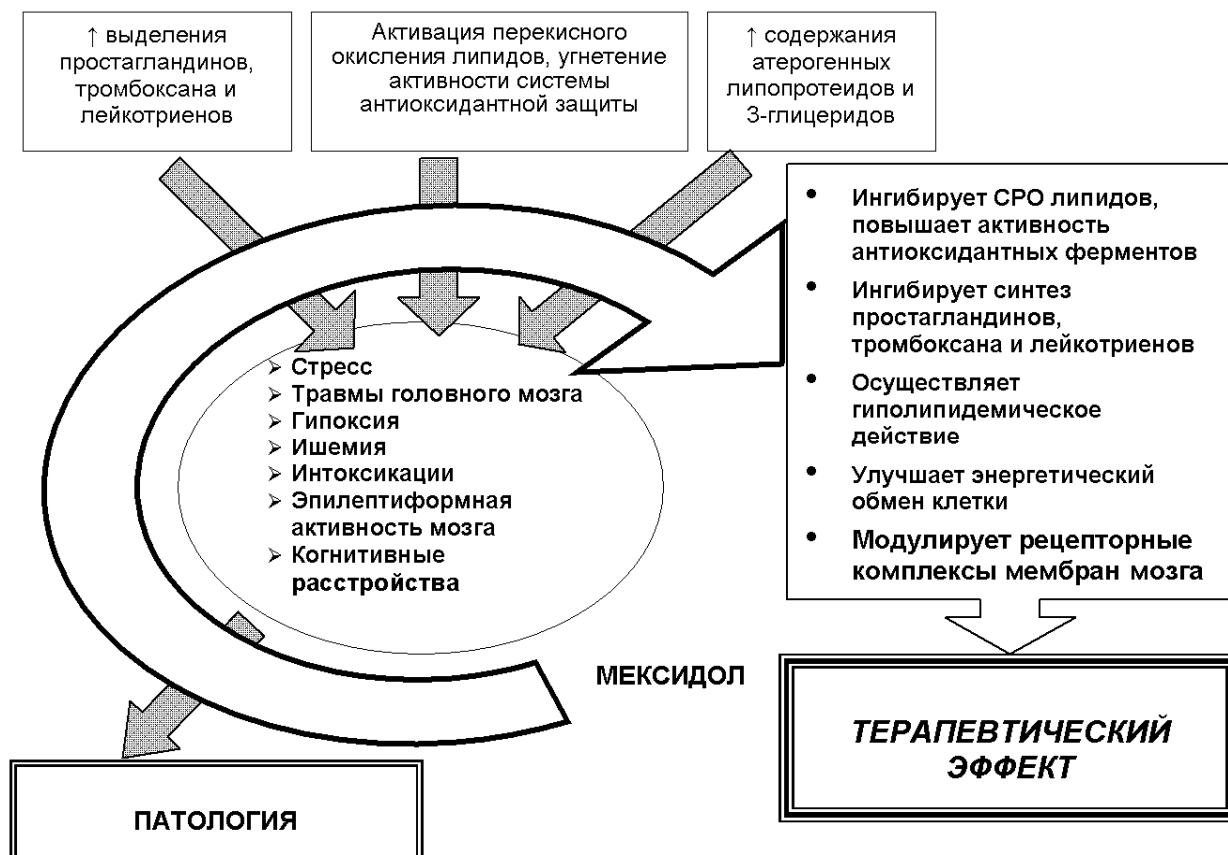 ↑ выделения
простагландинов,
тромбоксана и
лейкотриенов
Активация перекисного
окисления липидов, угнетение
активности системы
антиоксидантной защиты
↑ содержания
атерогенных
липопротеидов и
3-глицеридов
• Ингибирует СРО липидов,
повышает активность
антиоксидантных ферментов
• Ингибирует синтез
простагландинов,
тромбоксана и лейкотриенов
• Осуществляет
гиполипидемическое
действие
• Улучшает энергетический
обмен клетки
• Модулирует рецепторные
комплексы мембран мозга
➢ Стресс
➢ Травмы головного мозга
➢ Гипоксия
➢ Ишемия
➢ Интоксикации
➢ Эпилептиформная
активность мозга
➢ Когнитивные
расстройства
МЕКСИДОЛ
ТЕРАПЕВТИЧЕСКИЙ
ЭФФЕКТ
ПАТОЛОГИЯ